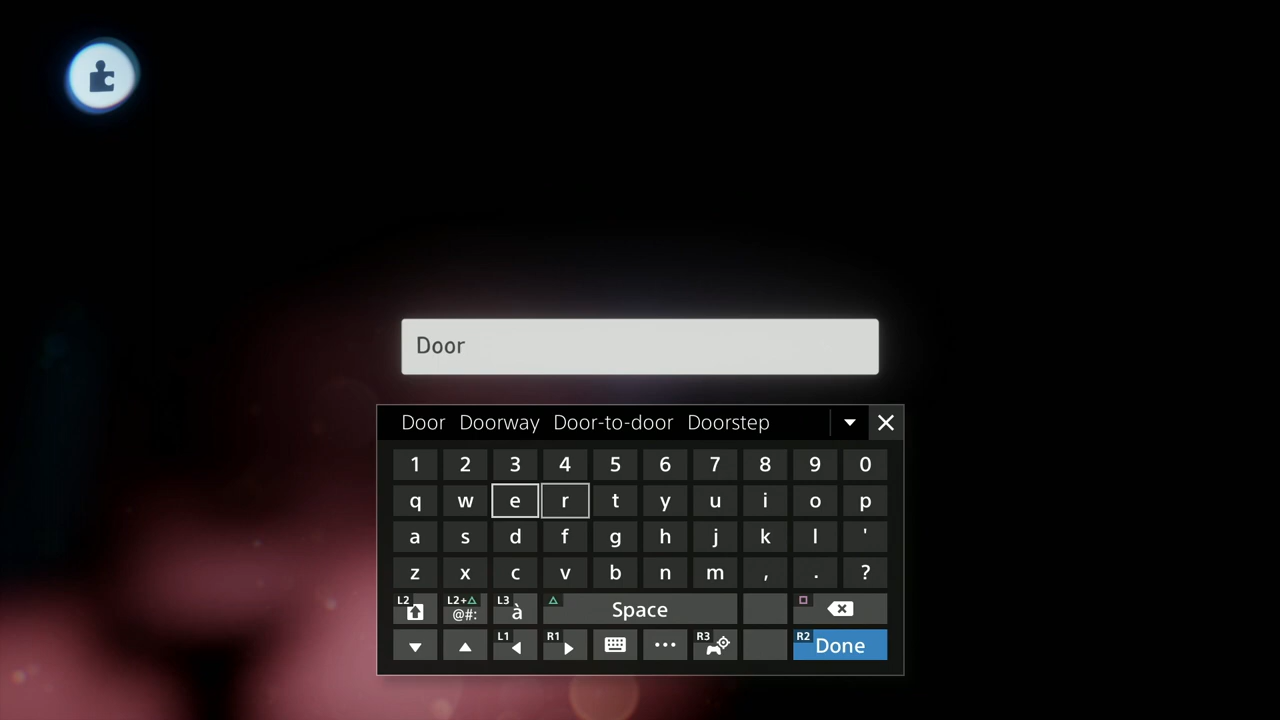 Door
Door Doorway Door-to-door Doorstep
1 2 3 4 5 6 7 8 9 0
q w e r t y u i o p
a s d f g h j k l '
z x c v b n m , . ?
L2 L2+△ @#: L3 à △ Space □
L1 R1 ... R3 R2 Done